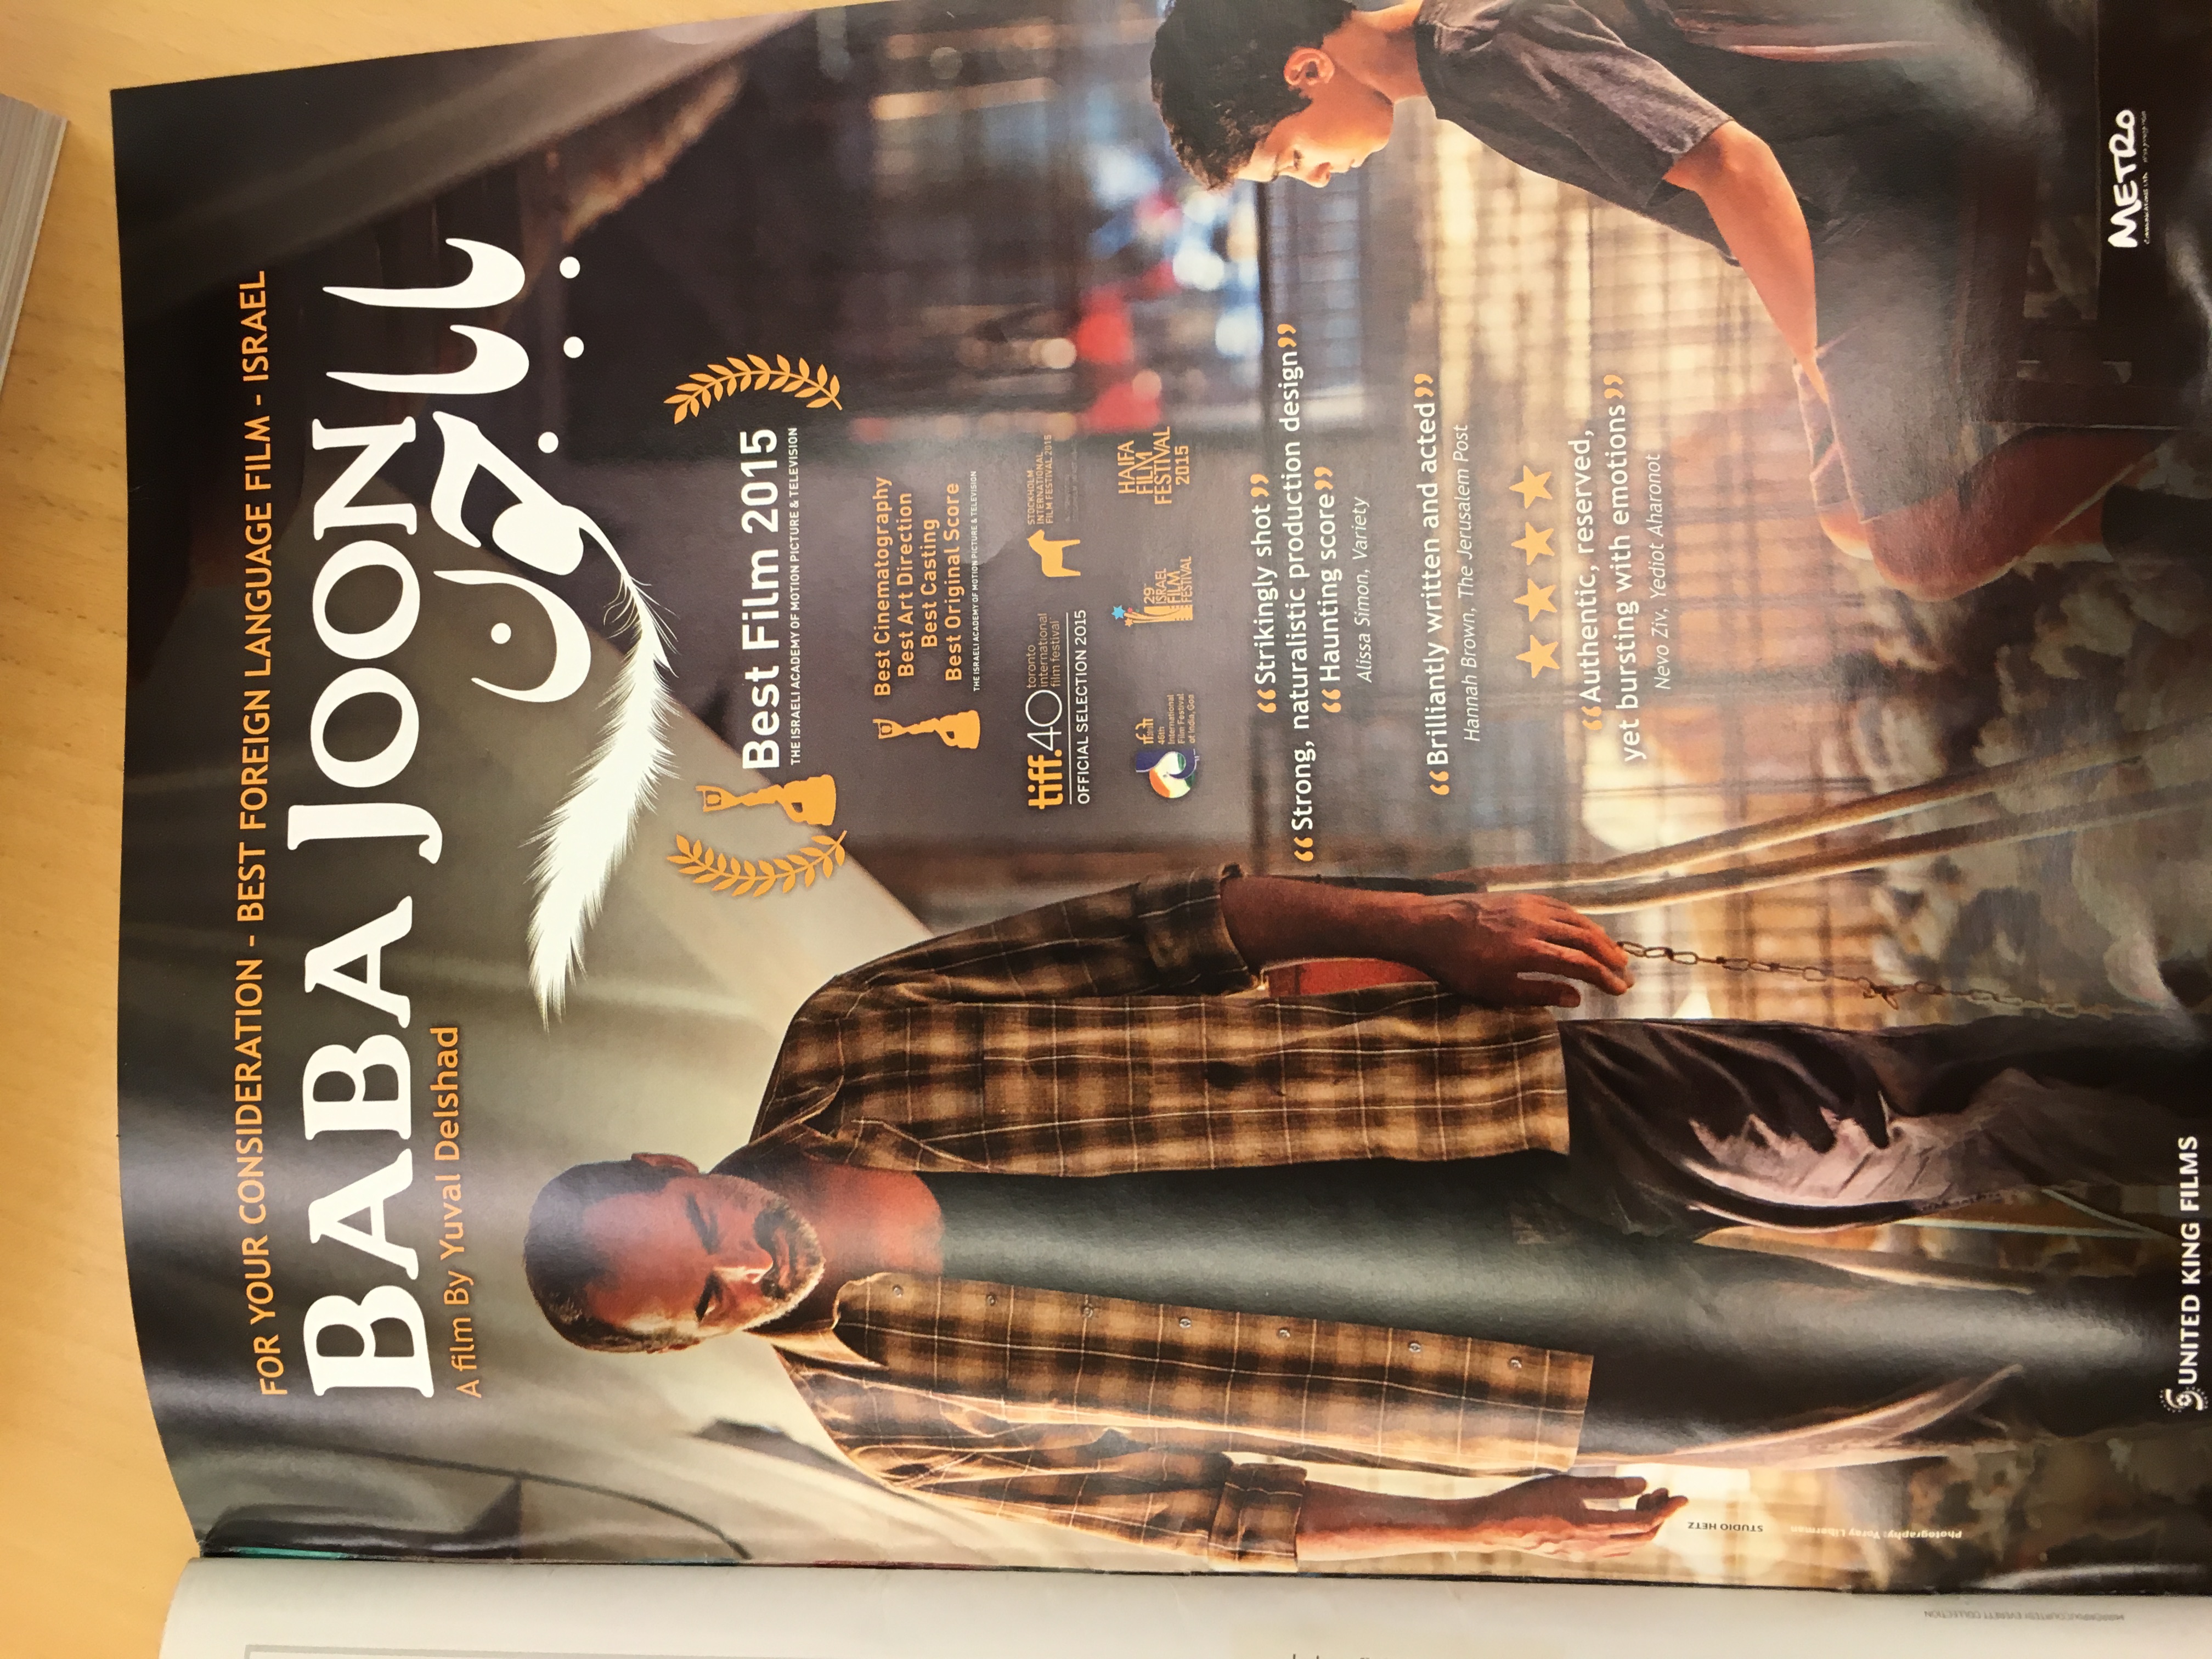 FOR YOUR CONSIDERATION - BEST FOREIGN LANGUAGE FILM - ISRAEL
BABA JOON
بابا جون
A film By Yuval Delshad
Best Film 2015
THE ISRAELI ACADEMY OF MOTION PICTURE & TELEVISION
Best Cinematography
Best Art Direction
Best Casting
Best Original Score
THE ISRAELI ACADEMY OF MOTION PICTURE & TELEVISION
tiff.40 toronto
international
film festival
OFFICIAL SELECTION 2015
STOCKHOLM
INTERNATIONAL
FILM FESTIVAL 2015
46th
International
Film Festival
of India, Goa
29TH
ISRAEL
FILM
FESTIVAL
HAIFA
FILM
FESTIVAL
2015
“Strikingly shot”
“Strong, naturalistic production design”
“Haunting score”
Alissa Simon, Variety
“Brilliantly written and acted”
Hannah Brown, The Jerusalem Post
“Authentic, reserved,
yet bursting with emotions”
Nevo Ziv, Yediot Aharonot
STUDIO HETZ
Photography:
METRO
UNITED KING FILMS